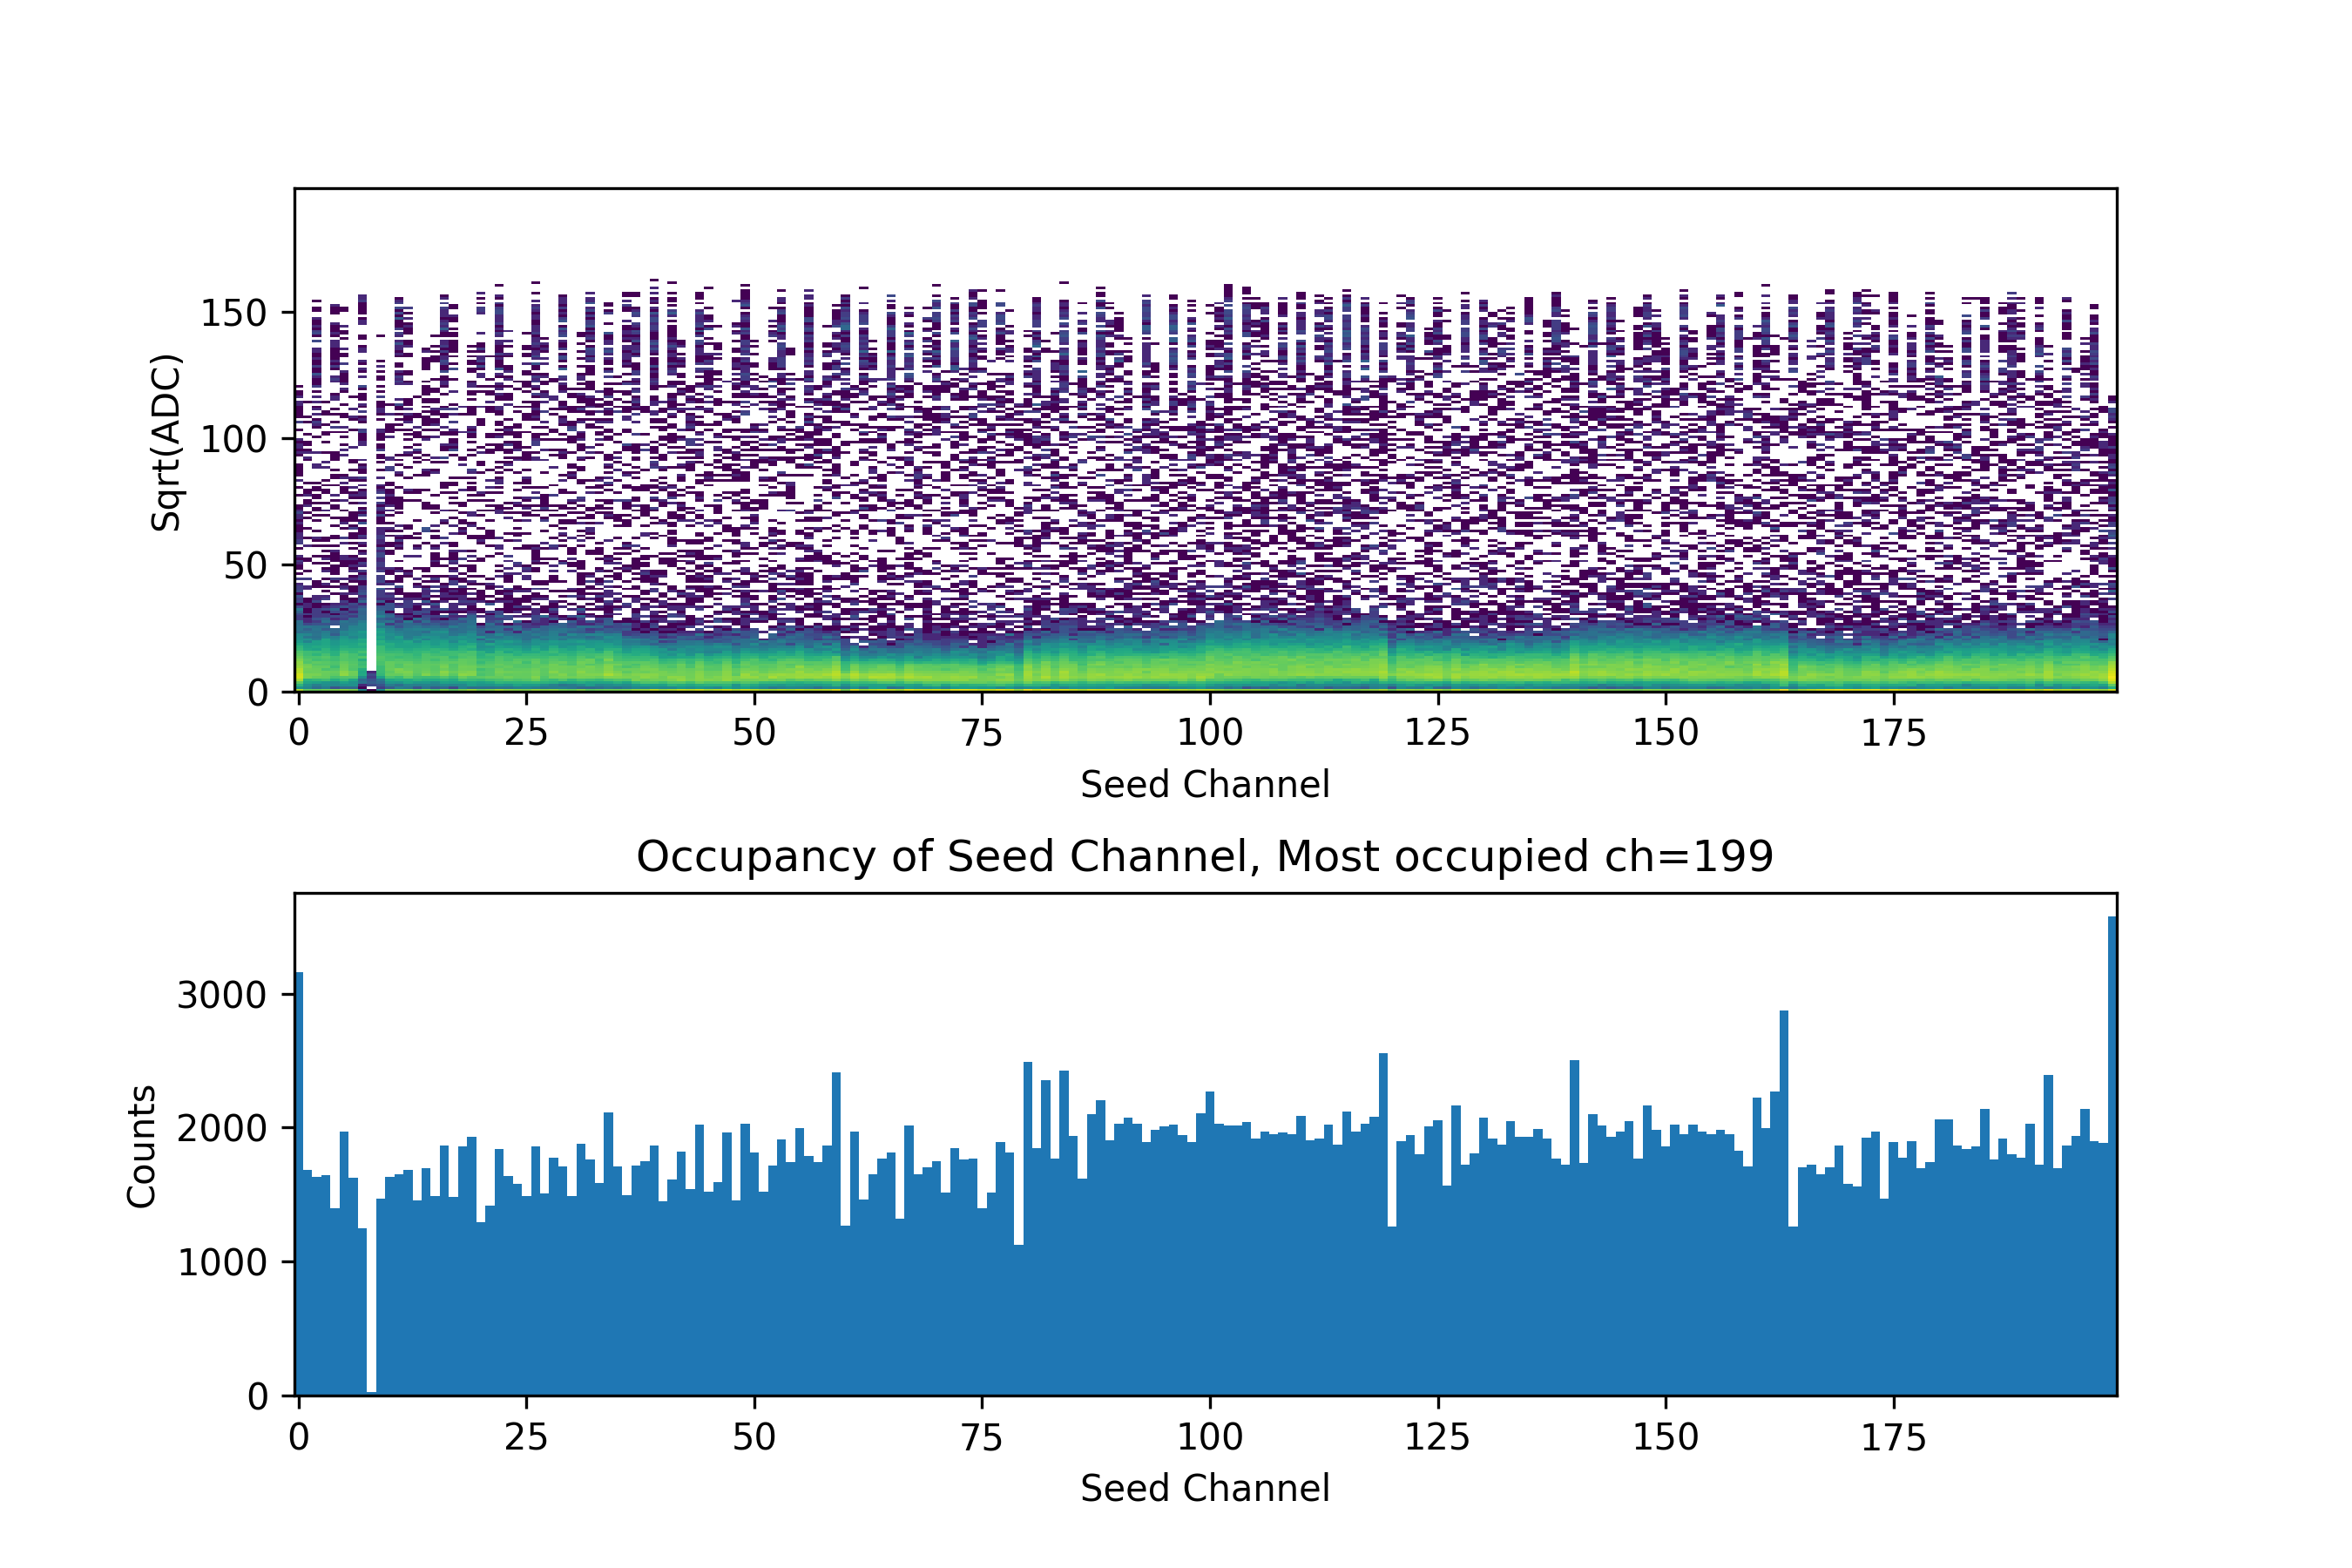 150
100
50
0
Sqrt(ADC)
0 25 50 75 100 125 150 175
Seed Channel
Occupancy of Seed Channel, Most occupied ch=199
3000
2000
1000
0
Counts
0 25 50 75 100 125 150 175
Seed Channel